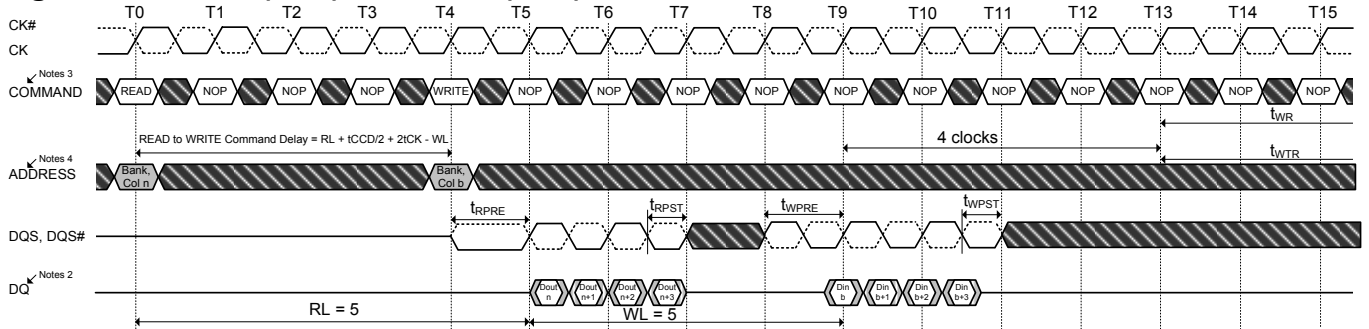 T0 T1 T2 T3 T4 T5 T6 T7 T8 T9 T10 T11 T12 T13 T14 T15
CK#
CK
Notes 3
COMMAND READ NOP NOP NOP WRITE NOP NOP NOP NOP NOP NOP NOP NOP NOP NOP NOP
tWR
READ to WRITE Command Delay = RL + tCCD/2 + 2tCK - WL
4 clocks
tWTR
Notes 4
ADDRESS Bank, Col n Bank, Col b
tRPRE tRPST tWPRE tWPST
DQS, DQS#
Notes 2
DQ Dout n Dout n+1 Dout n+2 Dout n+3 Din b Din b+1 Din b+2 Din b+3
RL = 5 WL = 5